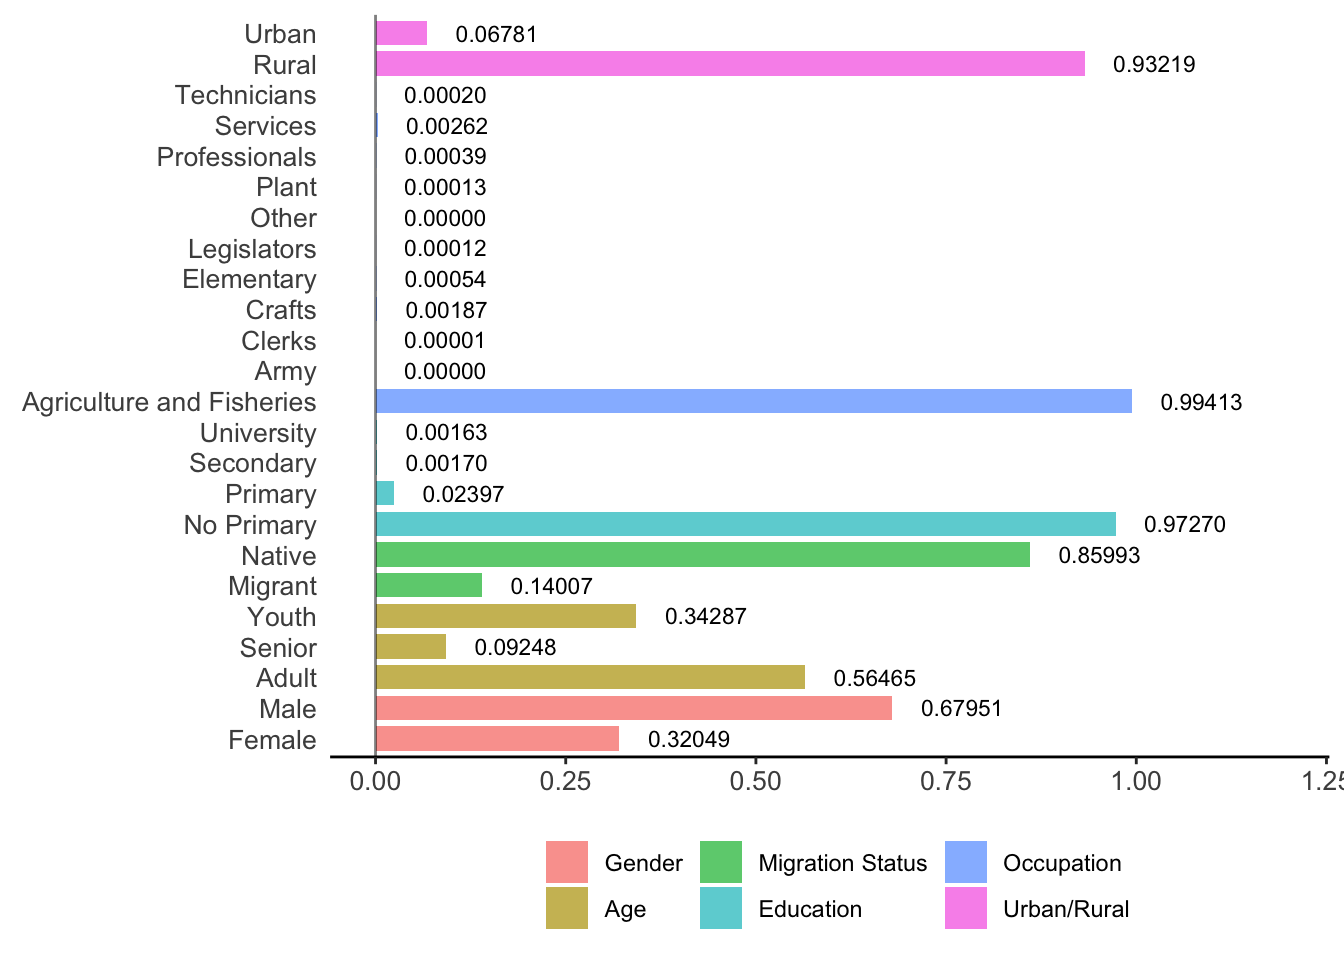 Urban 0.06781
Rural 0.93219
Technicians 0.00020
Services 0.00262
Professionals 0.00039
Plant 0.00013
Other 0.00000
Legislators 0.00012
Elementary 0.00054
Crafts 0.00187
Clerks 0.00001
Army 0.00000
Agriculture and Fisheries 0.99413
University 0.00163
Secondary 0.00170
Primary 0.02397
No Primary 0.97270
Native 0.85993
Migrant 0.14007
Youth 0.34287
Senior 0.09248
Adult 0.56465
Male 0.67951
Female 0.32049
0.00 0.25 0.50 0.75 1.00 1.25
Gender Migration Status Occupation
Age Education Urban/Rural